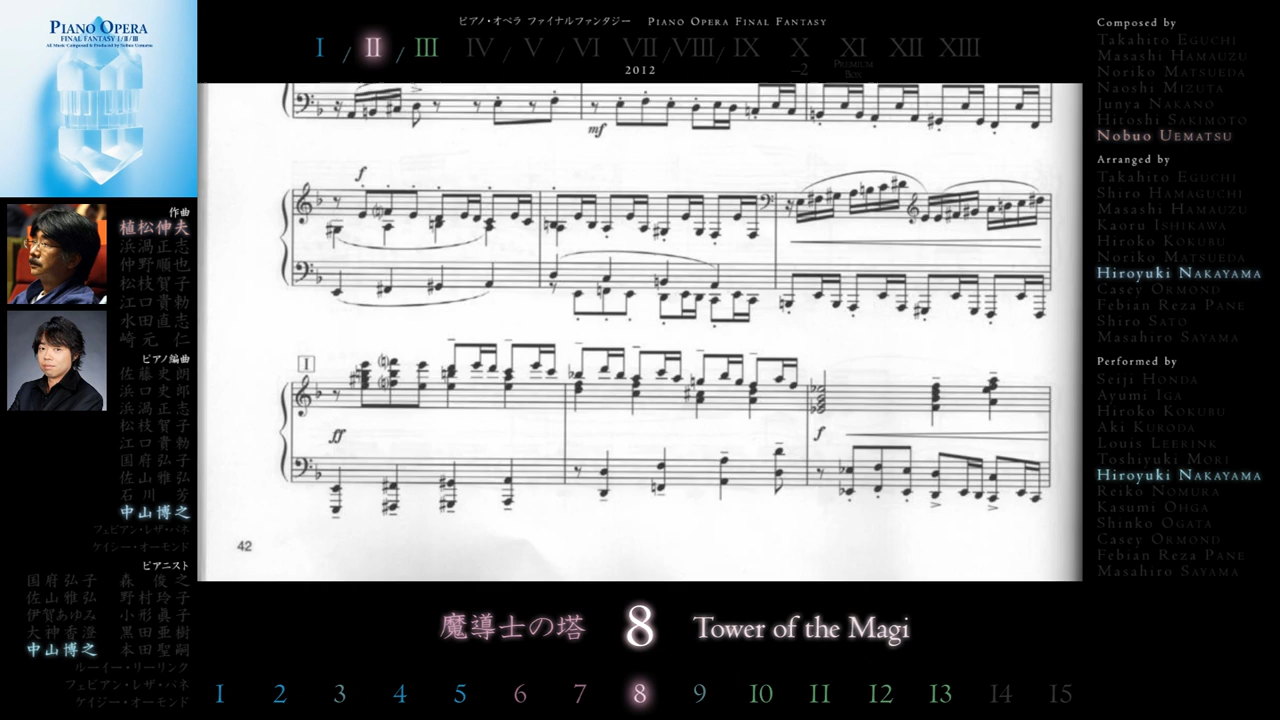 PIANO OPERA
FINAL FANTASY I/II/III
All Music Composed & Produced by Nobuo Uematsu
ピアノ・オペラ ファイナルファンタジー PIANO OPERA FINAL FANTASY
I / II / III IV / V / VI VII / VIII / IX X XI XII XIII
2012
–2
PREMIUM
BOX
mf
f
I
ff
f
42
作曲
植松伸夫
浜渦正志
仲野順也
松枝賀子
江口貴勅
水田直志
崎元仁
ピアノ編曲
佐藤史朗
浜口史郎
浜渦正志
松枝賀子
江口貴勅
国府弘子
佐山雅弘
石川芳
中山博之
フェビアン・レザ・パネ
ケイシー・オーモンド
ピアニスト
国府弘子 森俊之
佐山雅弘 野村玲子
伊賀あゆみ 小形眞子
大神香澄 黒田亜樹
中山博之 本田聖嗣
ルーイー・リーリンク
フェビアン・レザ・パネ
ケイジー・オーモンド
Composed by
Takahito EGUCHI
Masashi HAMAUZU
Noriko MATSUEDA
Naoshi MIZUTA
Junya NAKANO
Hitoshi SAKIMOTO
Nobuo UEMATSU
Arranged by
Takahito EGUCHI
Shiro HAMAGUCHI
Masashi HAMAUZU
Kaoru ISHIKAWA
Hiroko KOKUBU
Noriko MATSUEDA
Hiroyuki NAKAYAMA
Casey ORMOND
Febian Reza PANE
Shiro SATO
Masahiro SAYAMA
Performed by
Seiji HONDA
Ayumi IGA
Hiroko KOKUBU
Aki KURODA
Louis LEERINK
Toshiyuki MORI
Hiroyuki NAKAYAMA
Reiko NOMURA
Kasumi OHGA
Shinko OGATA
Casey ORMOND
Febian Reza PANE
Masahiro SAYAMA
魔導士の塔 8 Tower of the Magi
1 2 3 4 5 6 7 8 9 10 11 12 13 14 15